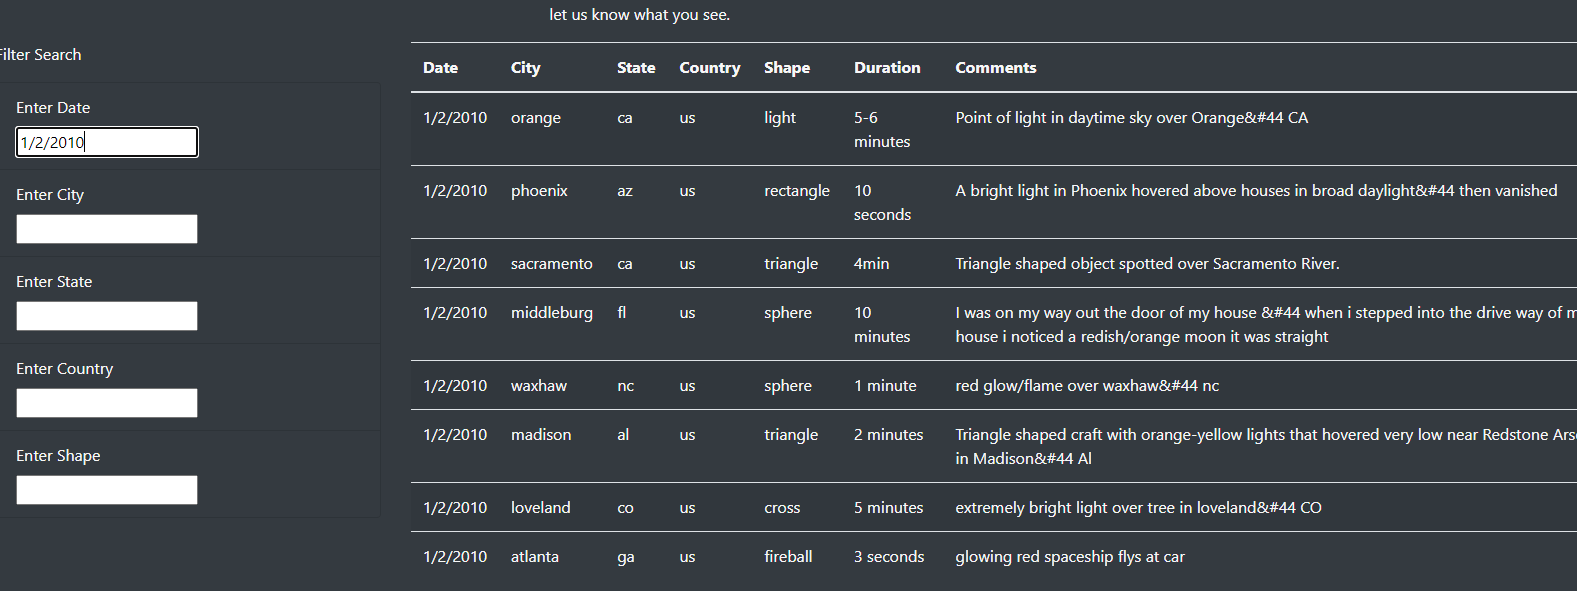 let us know what you see.
Filter Search
Enter Date
1/2/2010
Enter City
Enter State
Enter Country
Enter Shape
Date City State Country Shape Duration Comments
1/2/2010 orange ca us light 5-6 minutes Point of light in daytime sky over Orange&#44 CA
1/2/2010 phoenix az us rectangle 10 seconds A bright light in Phoenix hovered above houses in broad daylight&#44 then vanished
1/2/2010 sacramento ca us triangle 4min Triangle shaped object spotted over Sacramento River.
1/2/2010 middleburg fl us sphere 10 minutes I was on my way out the door of my house &#44 when i stepped into the drive way of
house i noticed a redish/orange moon it was straight
1/2/2010 waxhaw nc us sphere 1 minute red glow/flame over waxhaw&#44 nc
1/2/2010 madison al us triangle 2 minutes Triangle shaped craft with orange-yellow lights that hovered very low near Redstone
in Madison&#44 Al
1/2/2010 loveland co us cross 5 minutes extremely bright light over tree in loveland&#44 CO
1/2/2010 atlanta ga us fireball 3 seconds glowing red spaceship flys at car